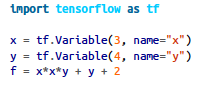 import tensorflow as tf
x = tf.Variable(3, name="x")
y = tf.Variable(4, name="y")
f = x*x*y + y + 2